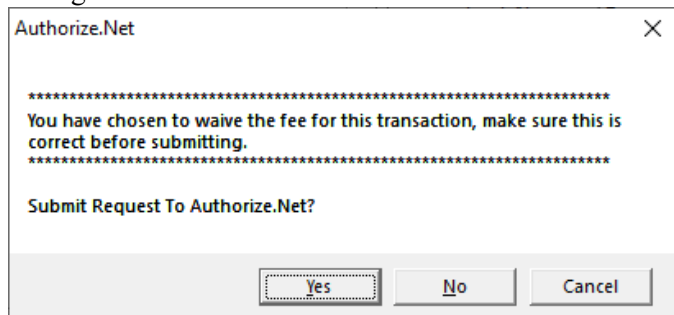 Authorize.Net
**********************************************************************
You have chosen to waive the fee for this transaction, make sure this is
correct before submitting.
**********************************************************************
Submit Request To Authorize.Net?
Yes No Cancel